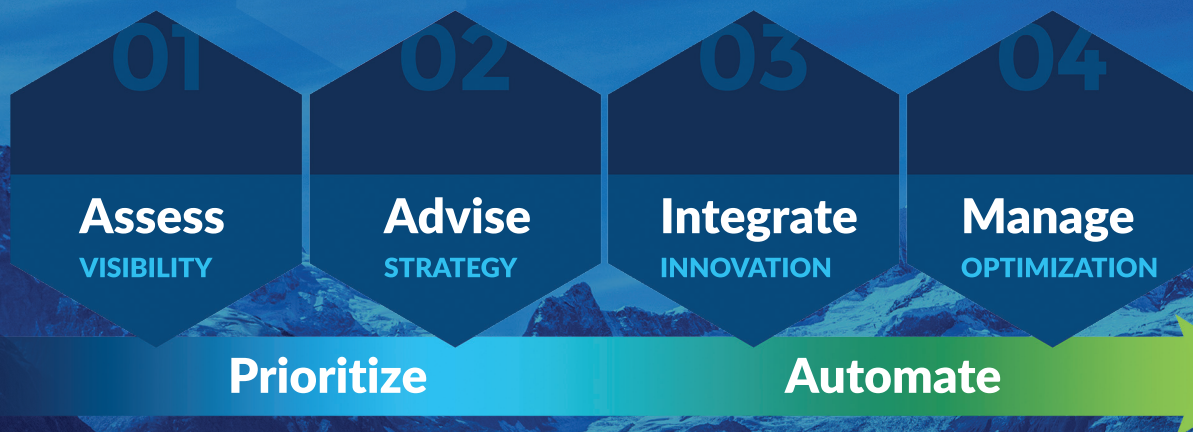 01
02
03
04
Assess
VISIBILITY
Advise
STRATEGY
Integrate
INNOVATION
Manage
OPTIMIZATION
Prioritize
Automate